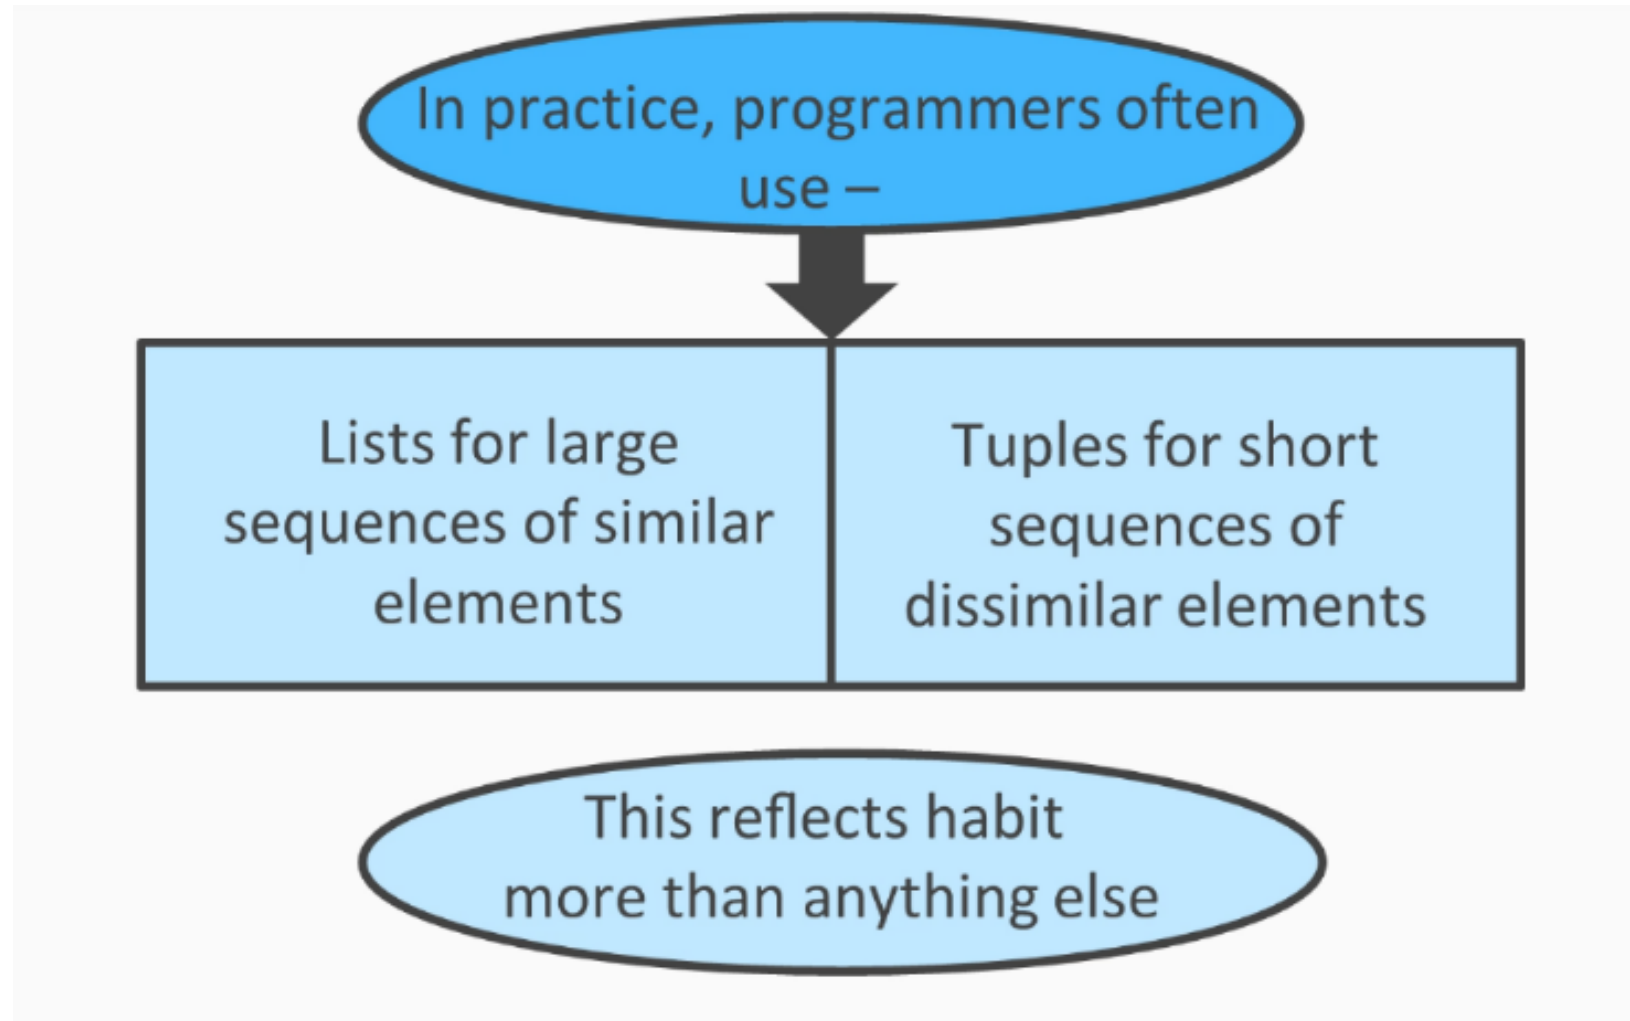 In practice, programmers often
use –
Lists for large
sequences of similar
elements
Tuples for short
sequences of
dissimilar elements
This reflects habit
more than anything else